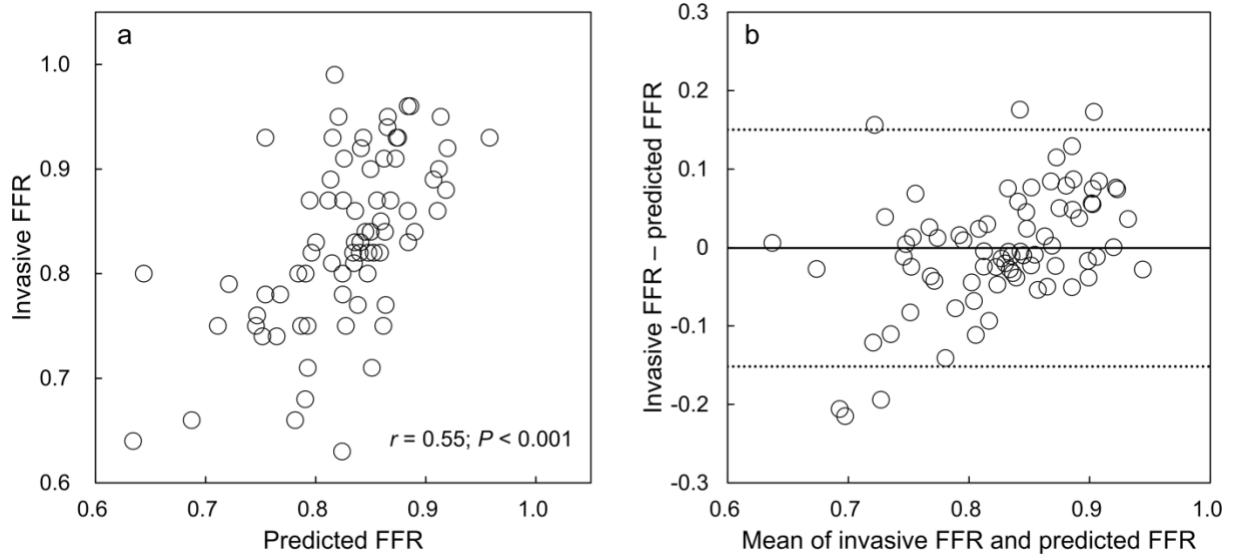 a
Invasive FFR
1.0
0.9
0.8
0.7
0.6
r = 0.55; P < 0.001
0.6 0.7 0.8 0.9 1.0
Predicted FFR
b
Invasive FFR – predicted FFR
0.3
0.2
0.1
0
-0.1
-0.2
-0.3
0.6 0.7 0.8 0.9 1.0
Mean of invasive FFR and predicted FFR